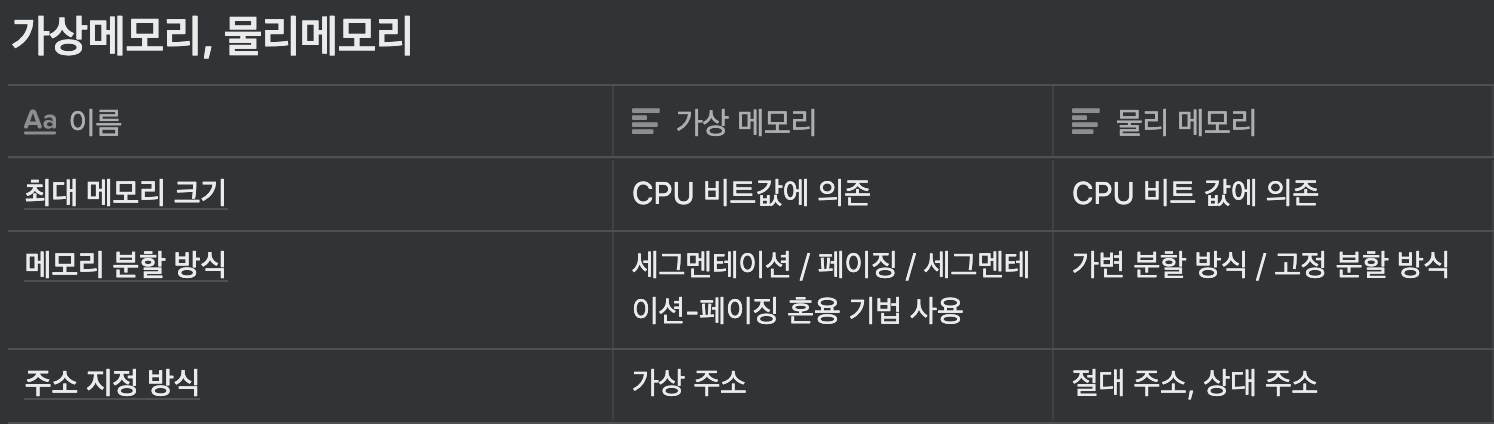 가상메모리, 물리메모리
Aa 이름
가상 메모리
물리 메모리
최대 메모리 크기
CPU 비트값에 의존
CPU 비트 값에 의존
메모리 분할 방식
세그멘테이션 / 페이징 / 세그멘테
이션-페이징 혼용 기법 사용
가변 분할 방식 / 고정 분할 방식
주소 지정 방식
가상 주소
절대 주소, 상대 주소